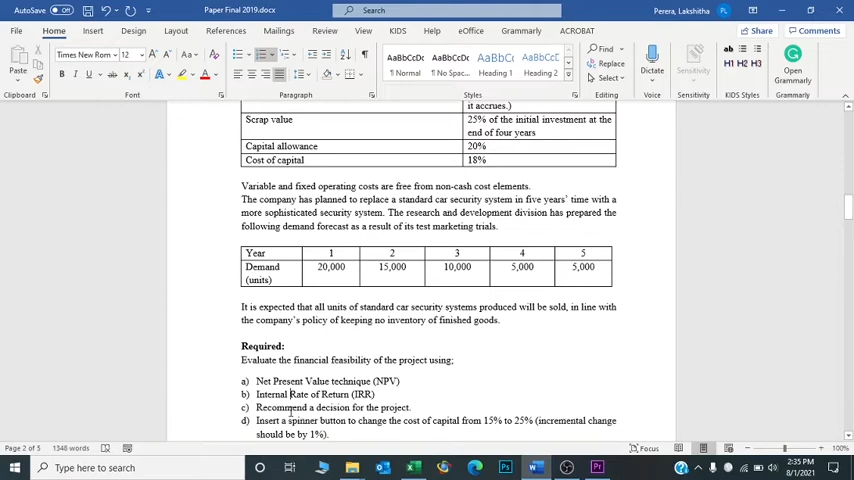 AutoSave Off Paper Final 2019.docx Search Perera, Lakshitha PL
File Home Insert Draw Design Layout References Mailings Review View KIDS Help eOffice Grammarly ACROBAT Share Comments
Times New Rom 12 A A Aa AaBbCcDc AaBbCcDc AaBbCc AaBbCcC Find ab
Paste B I U ab x A A ¶ Normal ¶ No Spac... Heading 1 Heading 2 Replace Select Dictate Sensitivity H1 H2 H3 Open Grammarly
Clipboard Font Paragraph Styles Editing Voice Sensitivity KIDS Styles Grammarly
it accrues.)
Scrap value 25% of the initial investment at the
end of four years
Capital allowance 20%
Cost of capital 18%
Variable and fixed operating costs are free from non-cash cost elements.
The company has planned to replace a standard car security system in five years' time with a
more sophisticated security system. The research and development division has prepared the
following demand forecast as a result of its test marketing trials.
Year 1 2 3 4 5
Demand 20,000 15,000 10,000 5,000 5,000
(units)
It is expected that all units of standard car security systems produced will be sold, in line with
the company's policy of keeping no inventory of finished goods.
Required:
Evaluate the financial feasibility of the project using;
a) Net Present Value technique (NPV)
b) Internal Rate of Return (IRR)
c) Recommend a decision for the project.
d) Insert a spinner button to change the cost of capital from 15% to 25% (incremental change
should be by 1%).
Page 2 of 5 1348 words Focus 100%
Type here to search Ps Pr 2:35 PM
8/1/2021